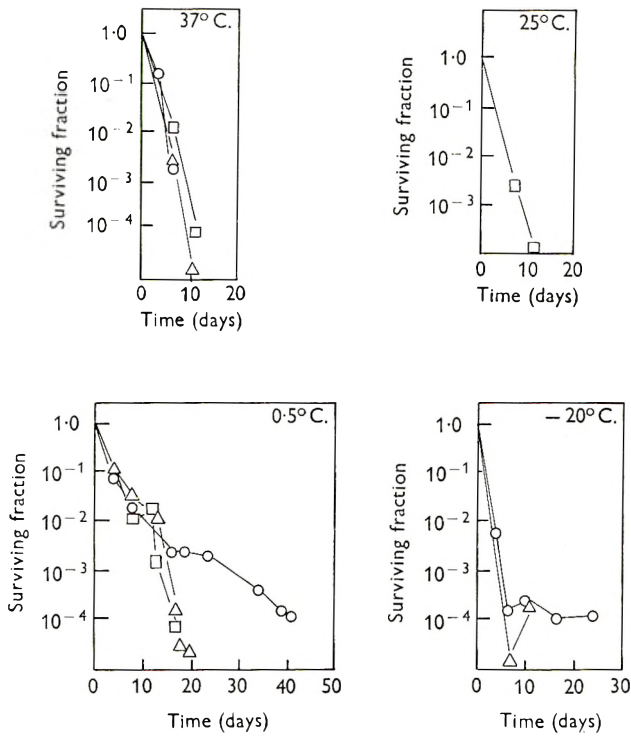 37° C.
Surviving fraction
1·0
10⁻¹
10⁻²
10⁻³
10⁻⁴
0 10 20
Time (days)
25° C.
Surviving fraction
1·0
10⁻¹
10⁻²
10⁻³
0 10 20
Time (days)
0·5° C.
Surviving fraction
1·0
10⁻¹
10⁻²
10⁻³
10⁻⁴
0 10 20 30 40 50
Time (days)
− 20° C.
Surviving fraction
1·0
10⁻¹
10⁻²
10⁻³
10⁻⁴
0 10 20 30
Time (days)